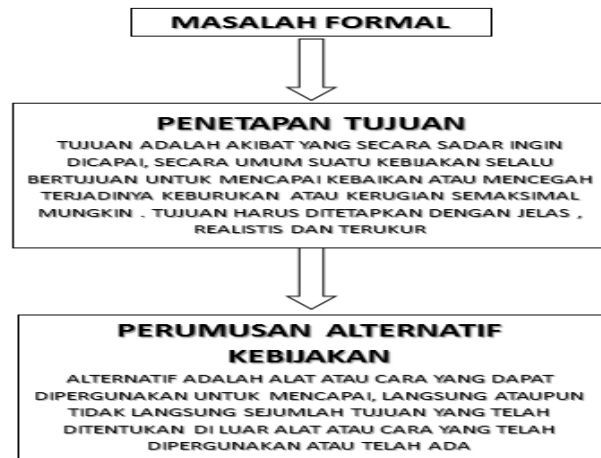 MASALAH FORMAL
PENETAPAN TUJUAN
TUJUAN ADALAH AKIBAT YANG SECARA SADAR INGIN
DICAPAI, SECARA UMUM SUATU KEBIJAKAN SELALU
BERTUJUAN UNTUK MENCAPAI KEBAIKAN ATAU MENCEGAH
TERJADINYA KEBURUKAN ATAU KERUGIAN SEMAKSIMAL
MUNGKIN . TUJUAN HARUS DITETAPKAN DENGAN JELAS ,
REALISTIS DAN TERUKUR
PERUMUSAN ALTERNATIF
KEBIJAKAN
ALTERNATIF ADALAH ALAT ATAU CARA YANG DAPAT
DIPERGUNAKAN UNTUK MENCAPAI, LANGSUNG ATAUPUN
TIDAK LANGSUNG SEJUMLAH TUJUAN YANG TELAH
DITENTUKAN DI LUAR ALAT ATAU CARA YANG TELAH
DIPERGUNAKAN ATAU TELAH ADA